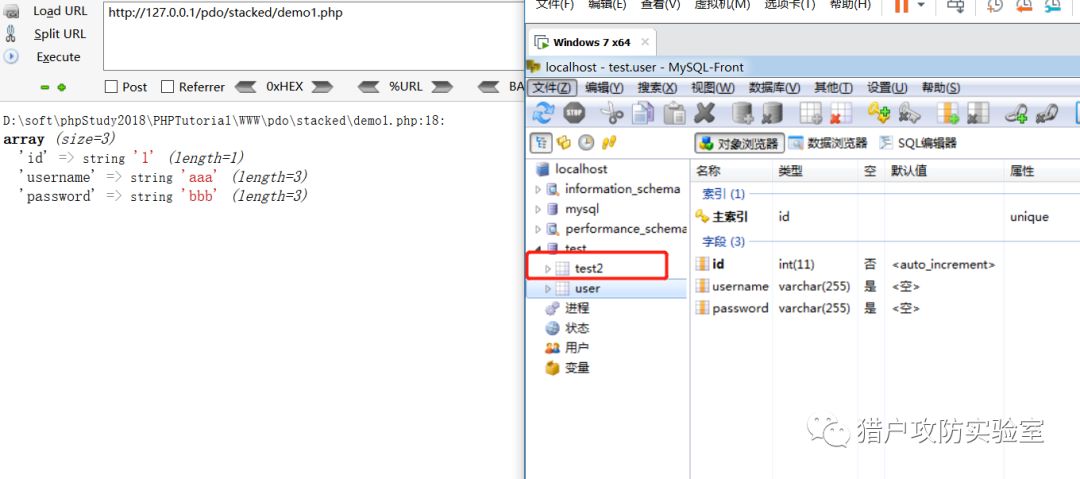 Load URL
http://127.0.0.1/pdo/stacked/demo1.php
Split URL
Execute
Post Referrer 0xHEX %URL BA
D:\soft\phpStudy2018\PHPTutorial\WWW\pdo\stacked\demo1.php:18:
array (size=3)
'id' => string '1' (length=1)
'username' => string 'aaa' (length=3)
'password' => string 'bbb' (length=3)
文件(F) 编辑(E) 查看(V) 虚拟机(M) 选项卡(T) 帮助(H)
Windows 7 x64
localhost - test.user - MySQL-Front
文件(Z) 编辑(Y) 搜索(X) 视图(W) 数据库(V) 其他(T) 设置(U) 帮助(S)
STOP
对象浏览器 数据浏览器 SQL编辑器
localhost
information_schema
mysql
performance_schema
test
test2
user
进程
状态
用户
变量
名称 类型 空 默认值 属性
索引 (1)
主索引 id unique
字段 (3)
id int(11) 否 <auto_increment>
username varchar(255) 是 <空>
password varchar(255) 是 <空>
猎户攻防实验室